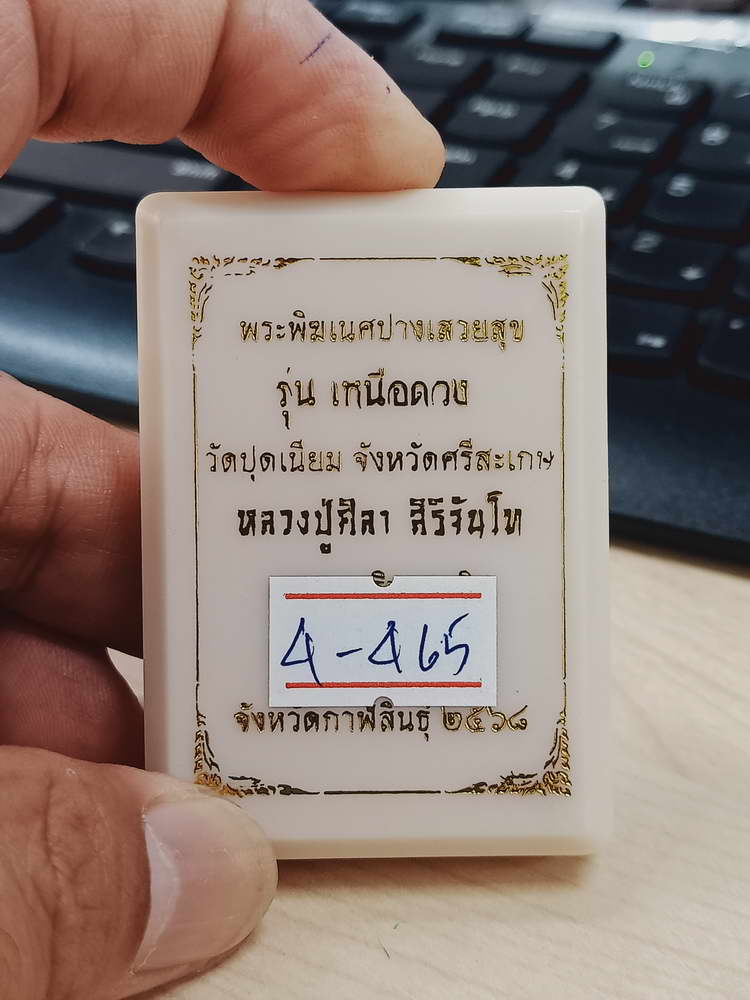 พระพิฆเนศปางเสวยสุข
รุ่น เหนือดวง
วัดปุดเนียม จังหวัดศรีสะเกษ
หลวงปู่ศิลา สิริจันโท
4-465
จังหวัดกาฬสินธุ์ ๒๕๖๘